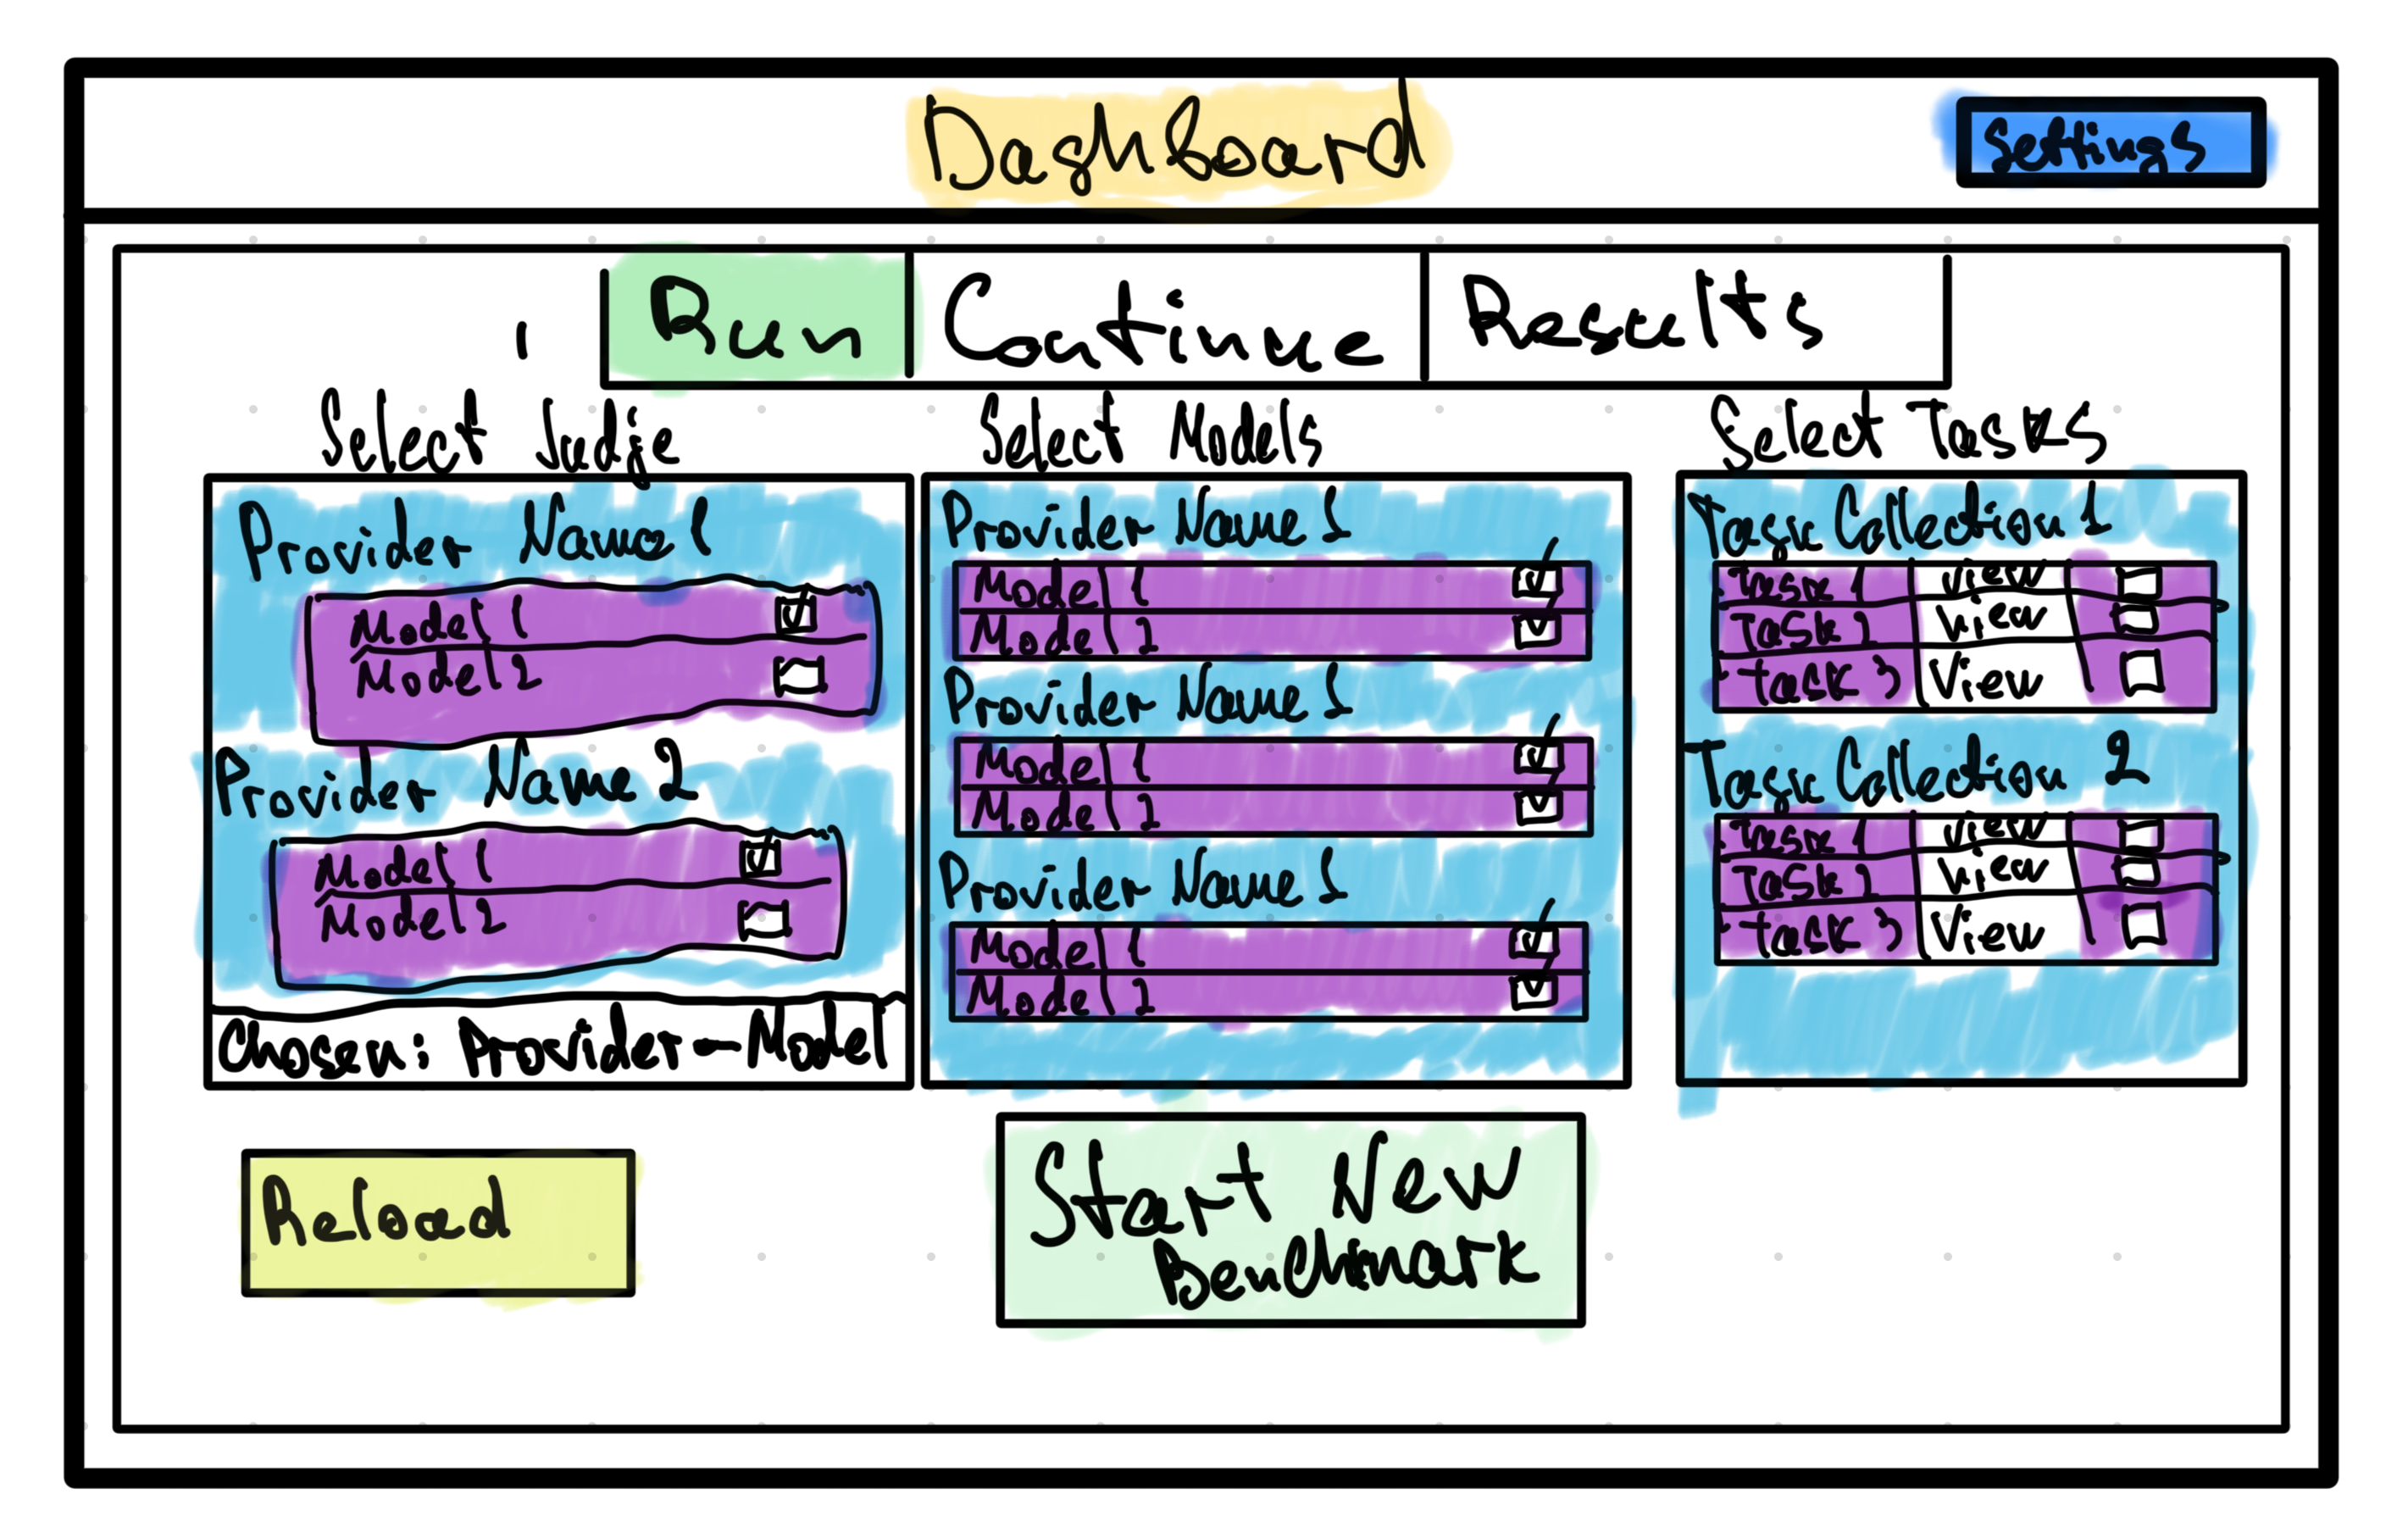 Dashboard
Settings
Run
Continue
Results
Select Judje
Provider Name 1
Model 1
Model 2
Provider Name 2
Model 1
Model 2
Chosen: Provider-Model
Select Models
Provider Name 1
Model 1
Model 2
Provider Name 1
Model 1
Model 2
Provider Name 1
Model 1
Model 2
Select Tasks
Task Collection 1
Task 1 View
Task 2 View
Task 3 View
Task Collection 2
Task 1 View
Task 2 View
Task 3 View
Reload
Start New
Benchmark